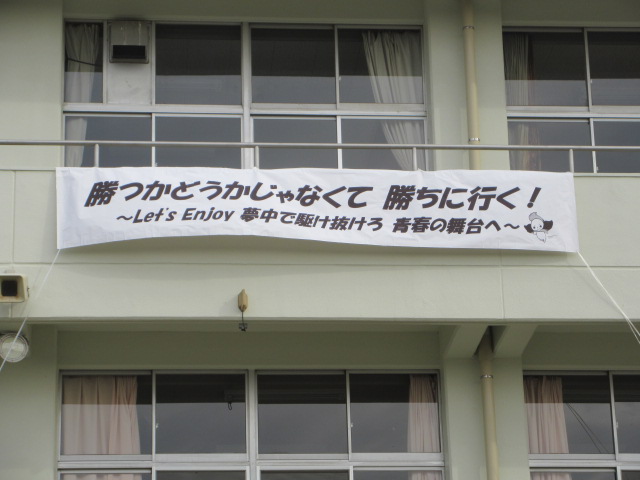 勝つかどうかじゃなくて 勝ちに行く！
～Let's Enjoy 夢中で駆け抜けろ 青春の舞台へ～